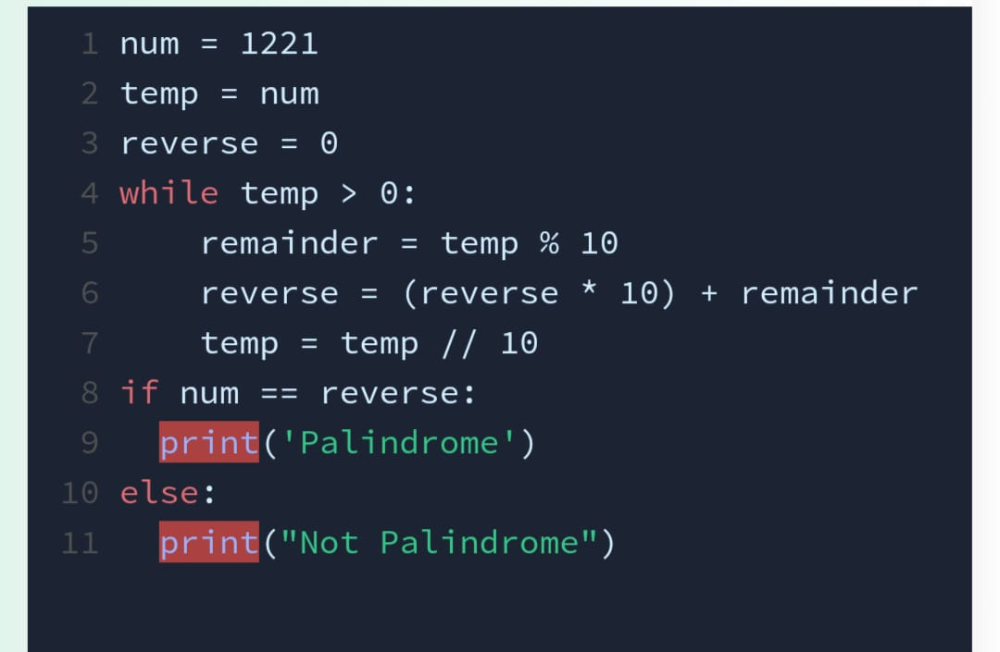 1 num = 1221
2 temp = num
3 reverse = 0
4 while temp > 0:
5     remainder = temp % 10
6     reverse = (reverse * 10) + remainder
7     temp = temp // 10
8 if num == reverse:
9   print('Palindrome')
10 else:
11   print("Not Palindrome")